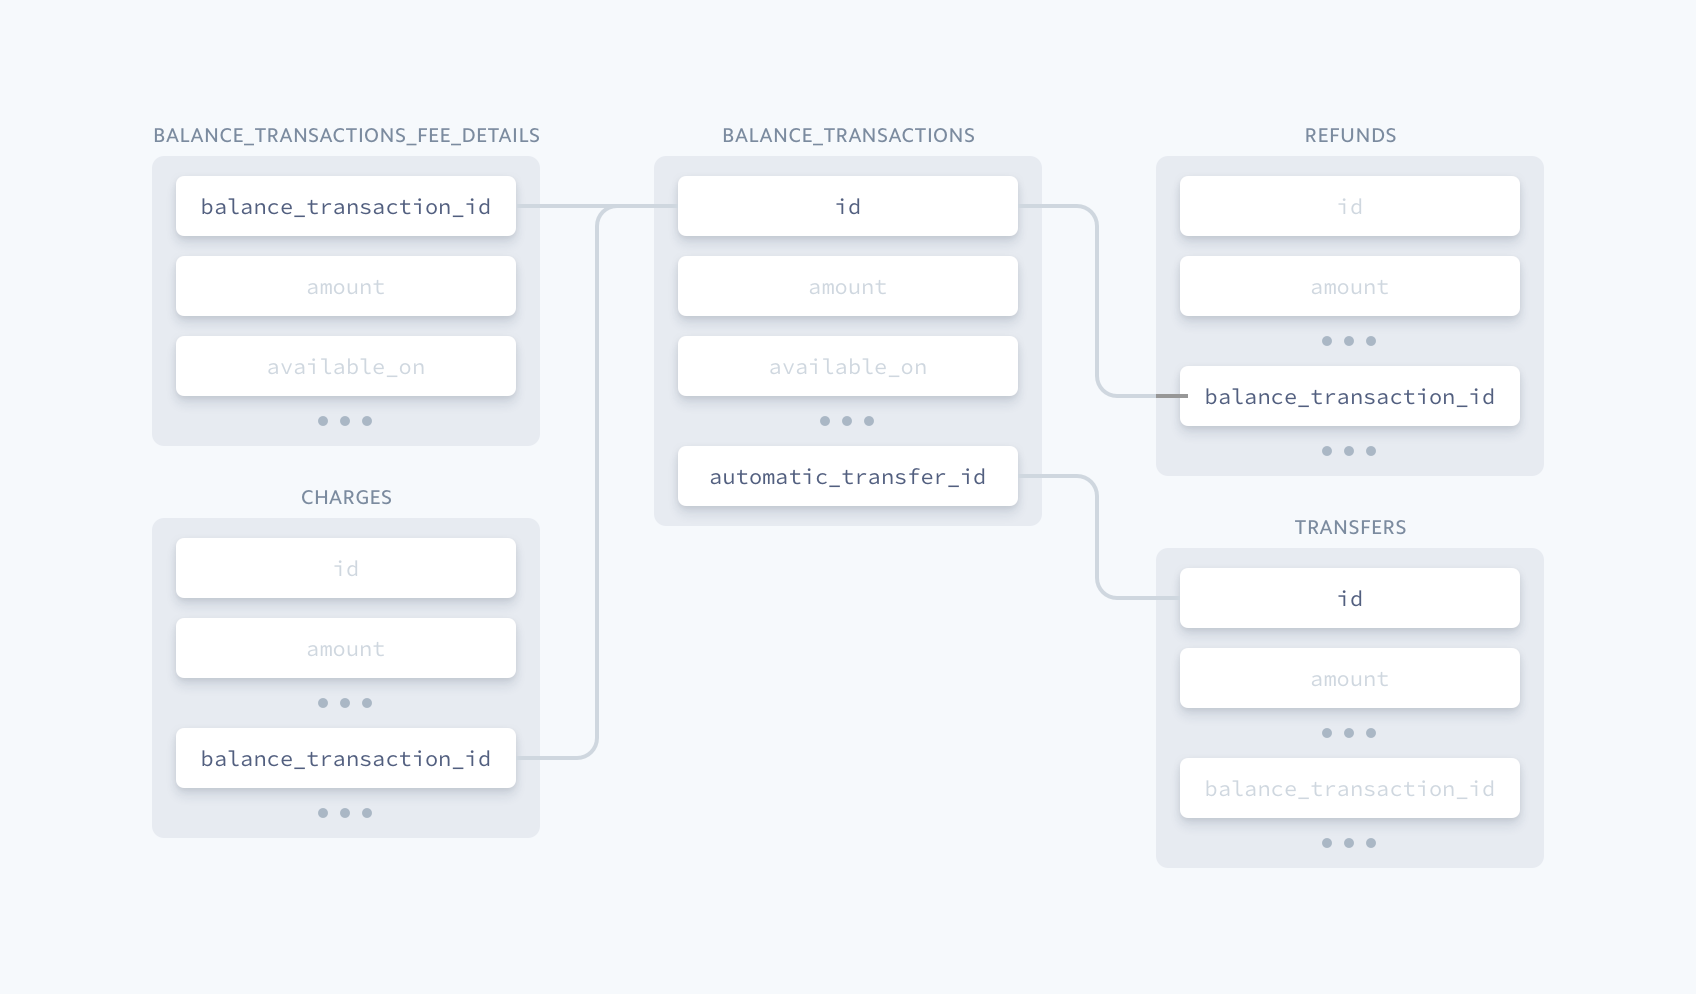 BALANCE_TRANSACTIONS_FEE_DETAILS
balance_transaction_id
amount
available_on
CHARGES
id
amount
balance_transaction_id
BALANCE_TRANSACTIONS
id
amount
available_on
automatic_transfer_id
REFUNDS
id
amount
balance_transaction_id
TRANSFERS
id
amount
balance_transaction_id